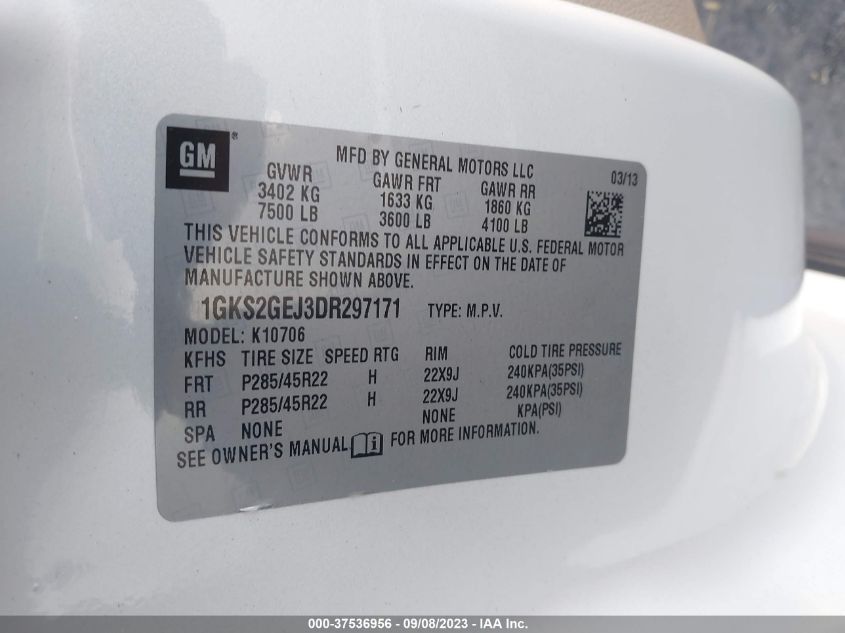 GM ®
MFD BY GENERAL MOTORS LLC
03/13
GVWR GAWR FRT GAWR RR
3402 KG 1633 KG 1860 KG
7500 LB 3600 LB 4100 LB
THIS VEHICLE CONFORMS TO ALL APPLICABLE U.S. FEDERAL MOTOR
VEHICLE SAFETY STANDARDS IN EFFECT ON THE DATE OF
MANUFACTURE SHOWN ABOVE.
1GKS2GEJ3DR297171 TYPE: M.P.V.
MODEL: K10706
KFHS TIRE SIZE SPEED RTG RIM COLD TIRE PRESSURE
FRT P285/45R22 H 22X9J 240KPA(35PSI)
RR P285/45R22 H 22X9J 240KPA(35PSI)
SPA NONE NONE KPA(PSI)
SEE OWNER'S MANUAL i FOR MORE INFORMATION.
000-37536956 - 09/08/2023 - IAA Inc.